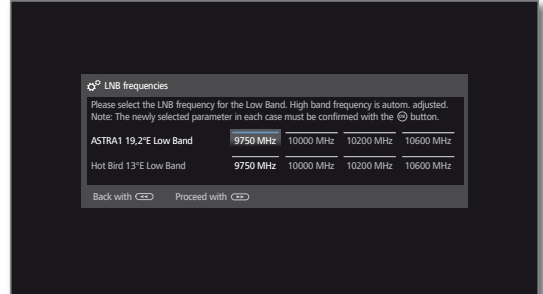 LNB frequencies
Please select the LNB frequency for the Low Band. High band frequency is autom. adjusted.
Note: The newly selected parameter in each case must be confirmed with the OK button.
ASTRA1 19,2°E Low Band 9750 MHz 10000 MHz 10200 MHz 10600 MHz
Hot Bird 13°E Low Band 9750 MHz 10000 MHz 10200 MHz 10600 MHz
Back with Proceed with